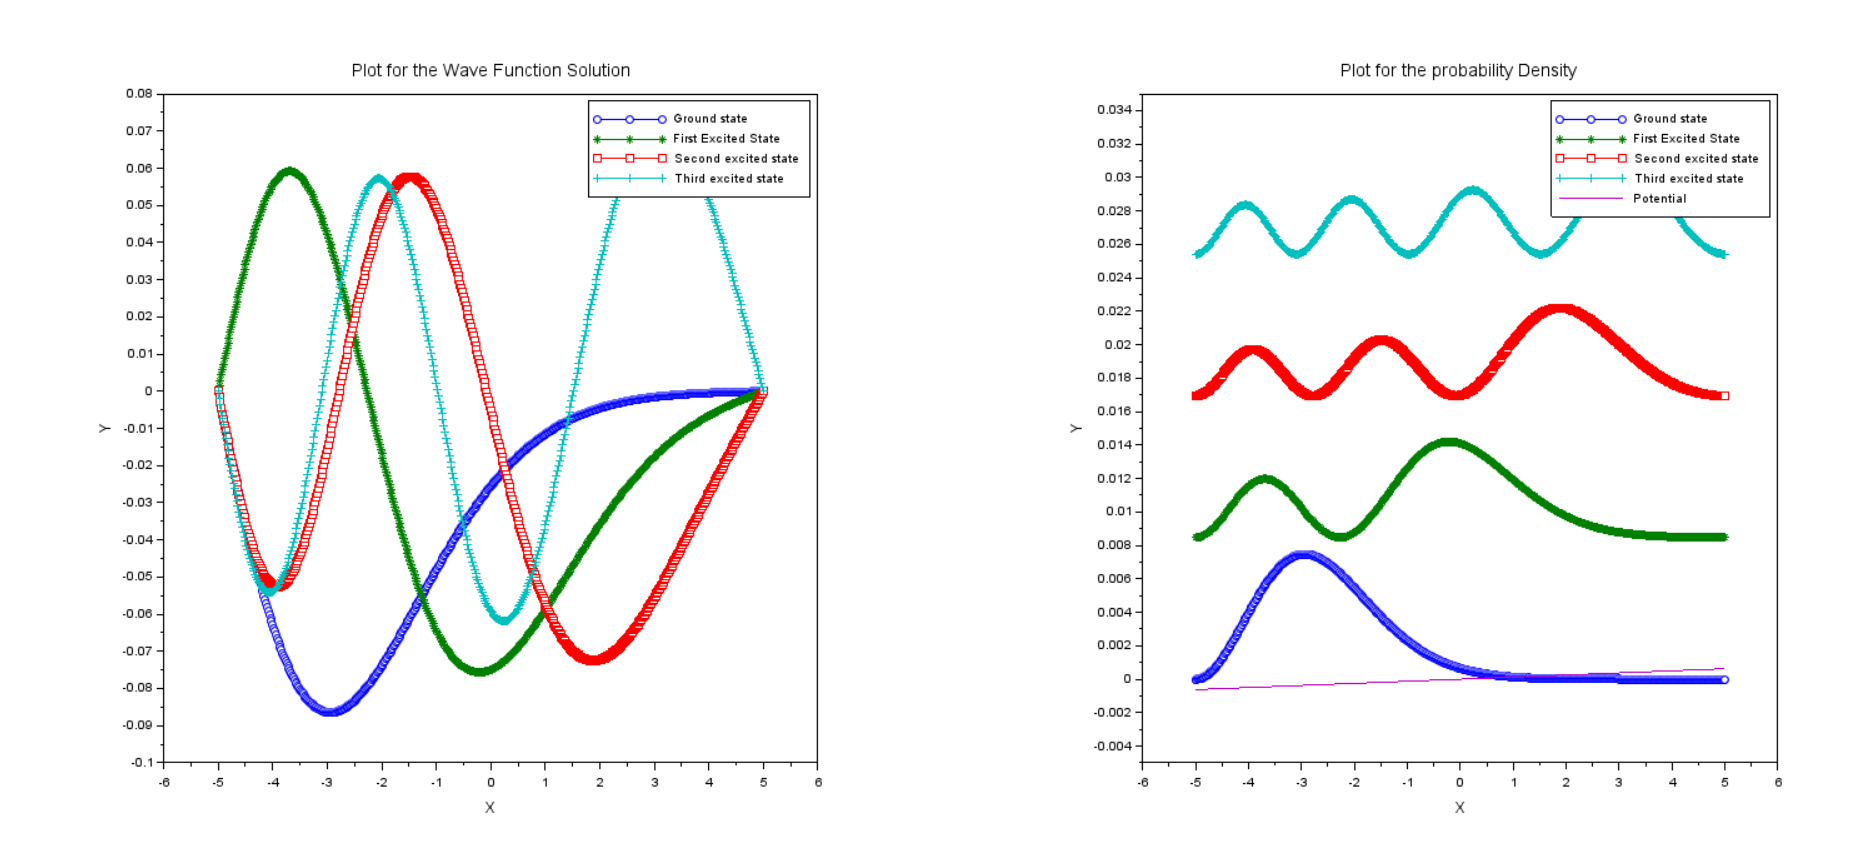 Plot for the Wave Function Solution
0.08
0.07
0.06
0.05
0.04
0.03
0.02
0.01
0
-0.01
-0.02
-0.03
-0.04
-0.05
-0.06
-0.07
-0.08
-0.09
-0.1
Y
-6 -5 -4 -3 -2 -1 0 1 2 3 4 5 6
X
Ground state
First Excited State
Second excited state
Third excited state
Plot for the probability Density
0.034
0.032
0.03
0.028
0.026
0.024
0.022
0.02
0.018
0.016
0.014
0.012
0.01
0.008
0.006
0.004
0.002
0
-0.002
-0.004
Y
-6 -5 -4 -3 -2 -1 0 1 2 3 4 5 6
X
Ground state
First Excited State
Second excited state
Third excited state
Potential